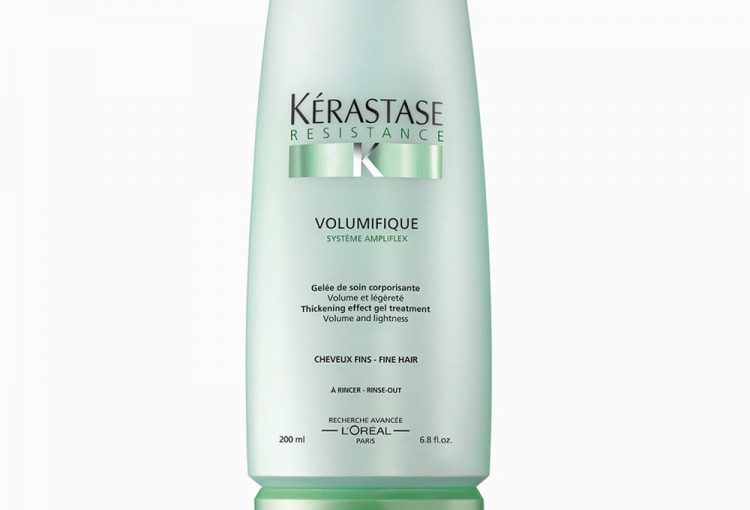 KÉRASTASE
RESISTANCE
K
VOLUMIFIQUE
SYSTÈME AMPLIFLEX
Gelée de soin corporisante
Volume et légèreté
Thickening effect gel treatment
Volume and lightness
CHEVEUX FINS - FINE HAIR
À RINCER - RINSE-OUT
RECHERCHE AVANCÉE
L'ORÉAL
PARIS
200 ml 6.8 fl.oz.